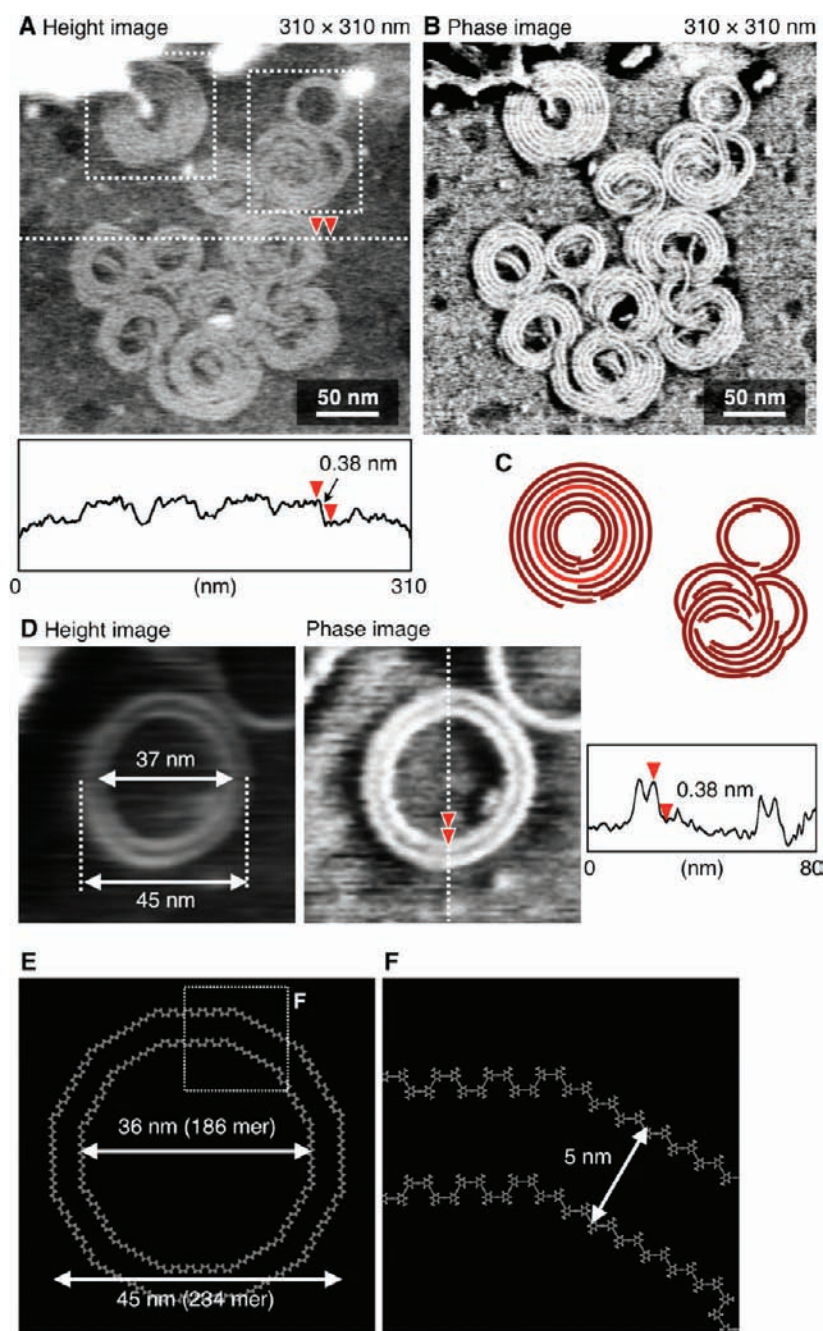 A Height image 310 × 310 nm
B Phase image 310 × 310 nm
50 nm
50 nm
0.38 nm
0 (nm) 310
C
D Height image
Phase image
37 nm
45 nm
0.38 nm
0 (nm) 80
E
F
36 nm (186 mer)
45 nm (234 mer)
F
5 nm